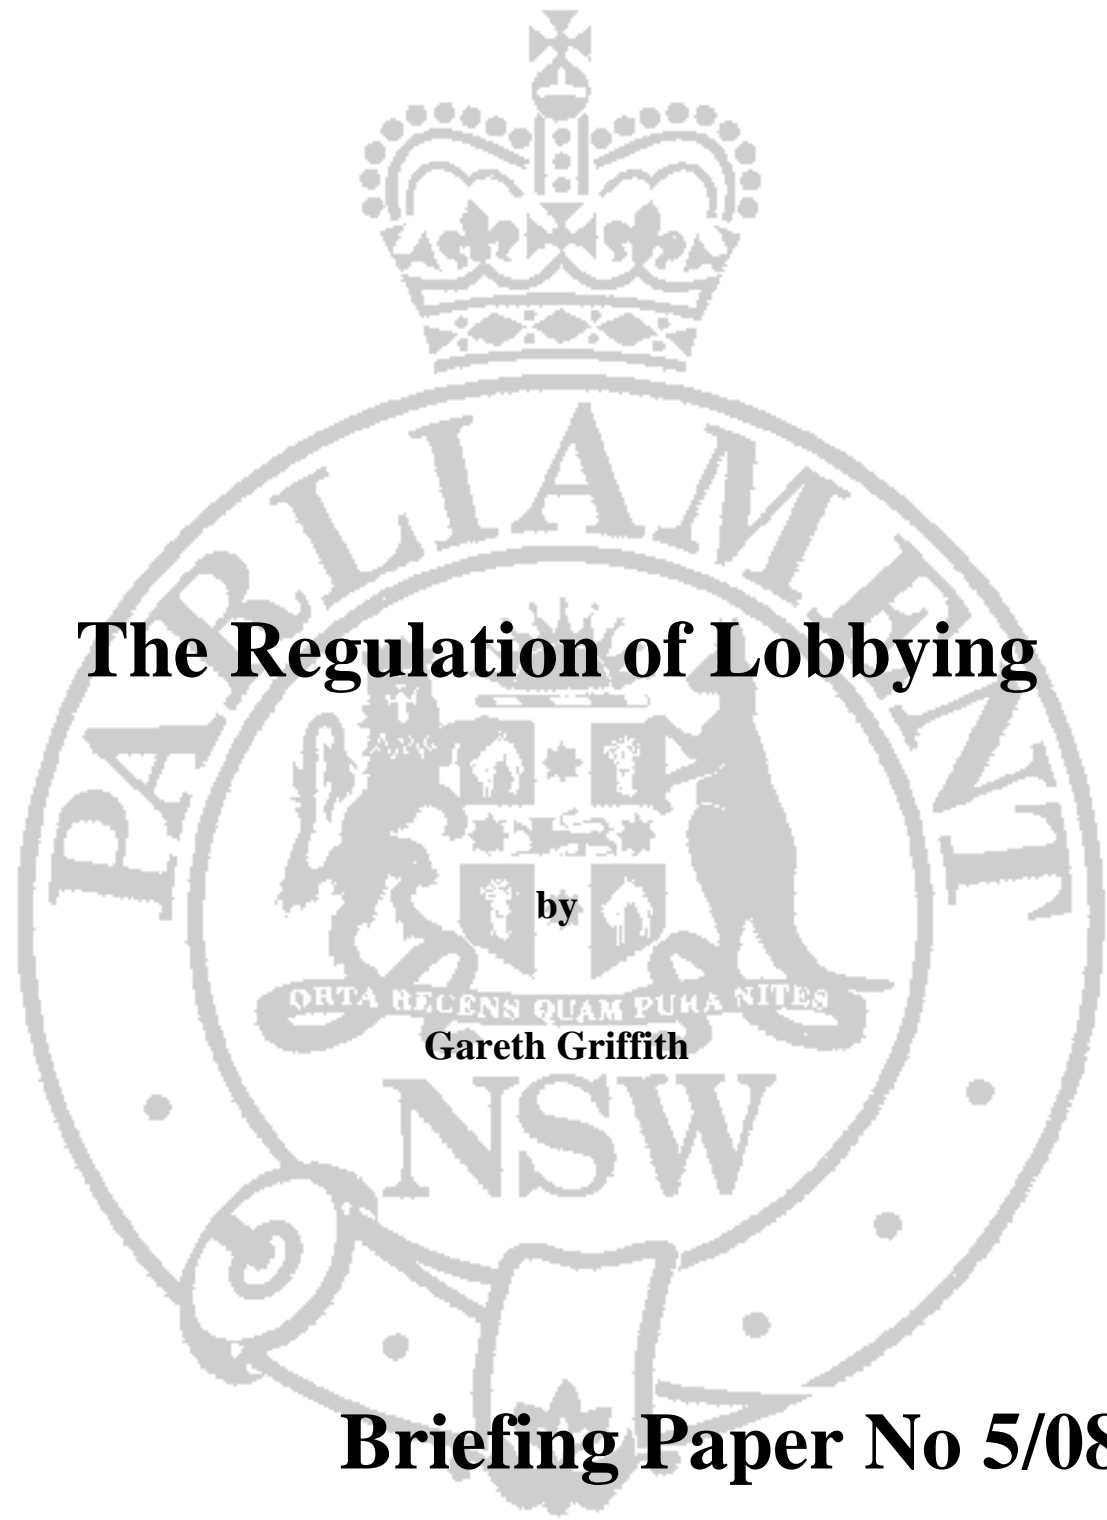 PARLIAMENT
The Regulation of Lobbying
by
ORTA RECENS QUAM PURA NITES
Gareth Griffith
NSW
Briefing Paper No 5/08